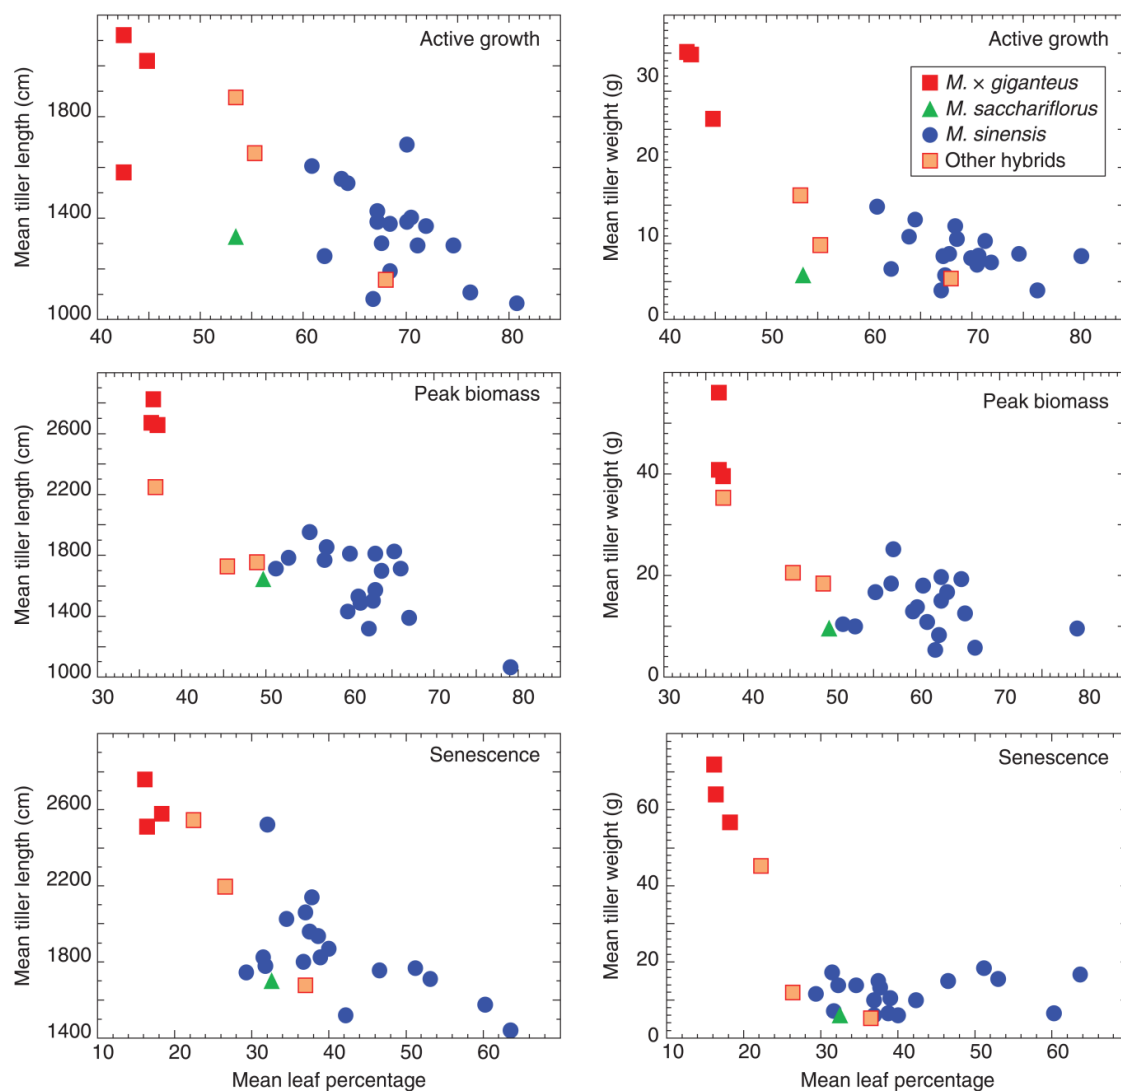 Active growth
Mean tiller length (cm)
1800
1400
1000
40 50 60 70 80
Active growth
M. × giganteus
M. sacchariflorus
M. sinensis
Other hybrids
Mean tiller weight (g)
30
20
10
0
40 50 60 70 80
Peak biomass
Mean tiller length (cm)
2600
2200
1800
1400
1000
30 40 50 60 70 80
Peak biomass
Mean tiller weight (g)
40
20
0
30 40 50 60 70 80
Senescence
Mean tiller length (cm)
2600
2200
1800
1400
10 20 30 40 50 60
Mean leaf percentage
Senescence
Mean tiller weight (g)
60
40
20
0
10 20 30 40 50 60
Mean leaf percentage